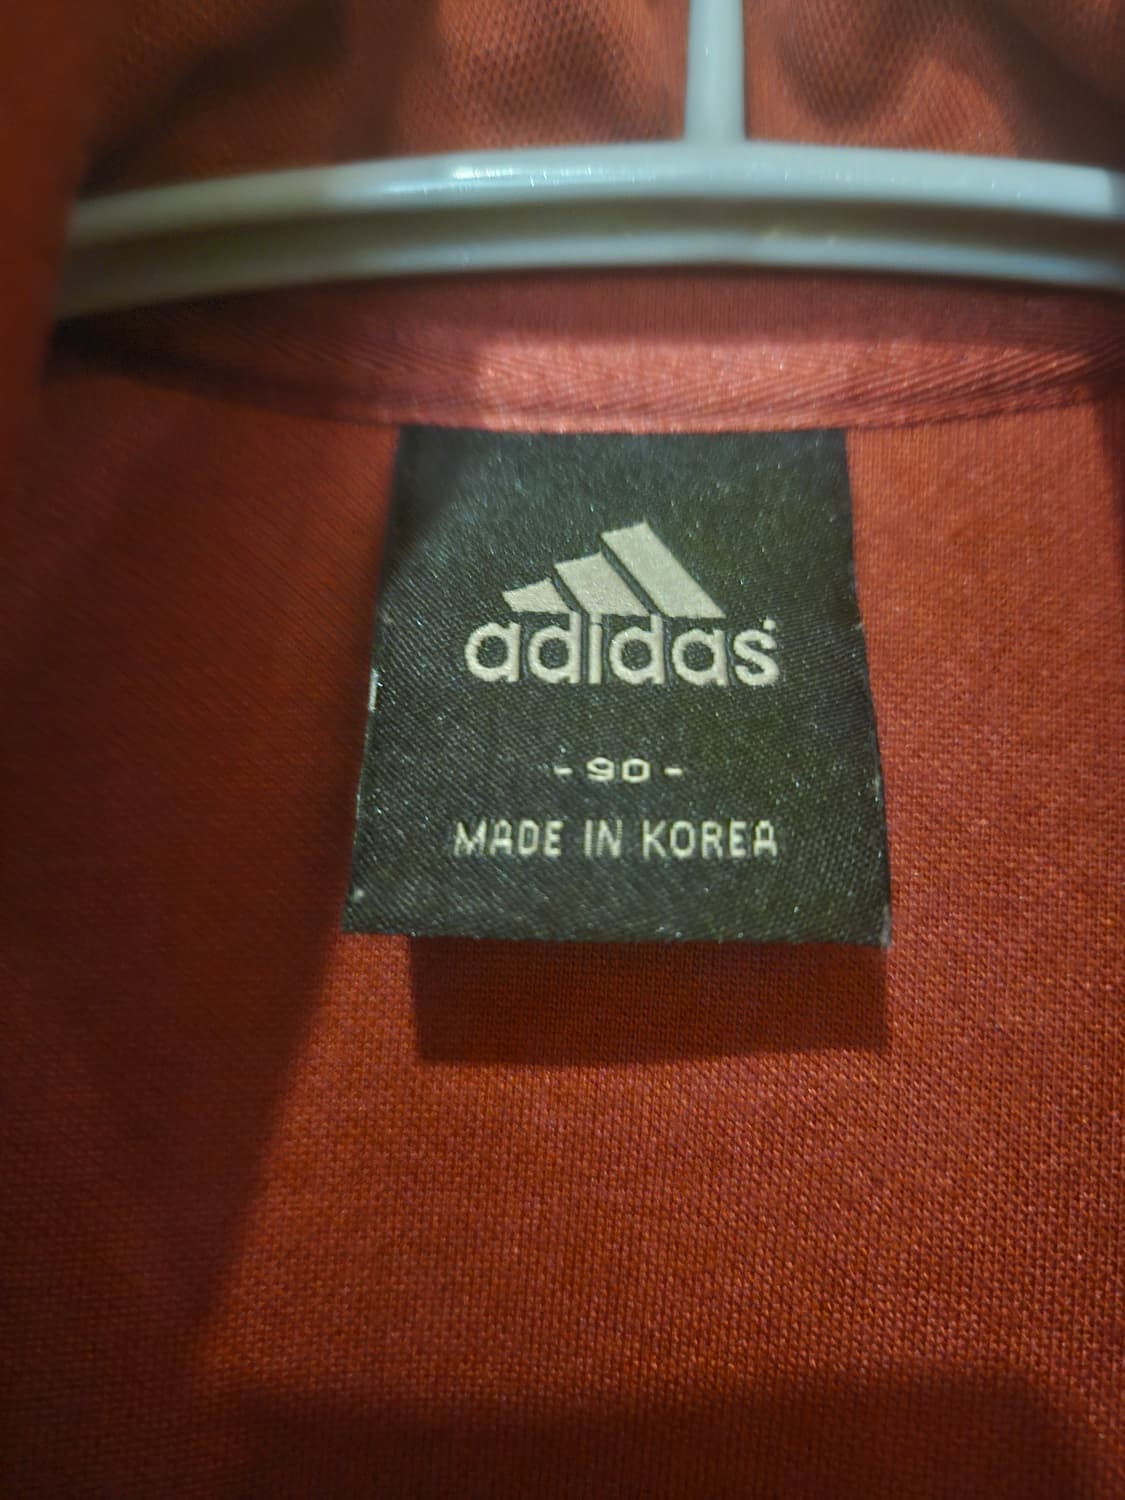 adidas
- 90 -
MADE IN KOREA